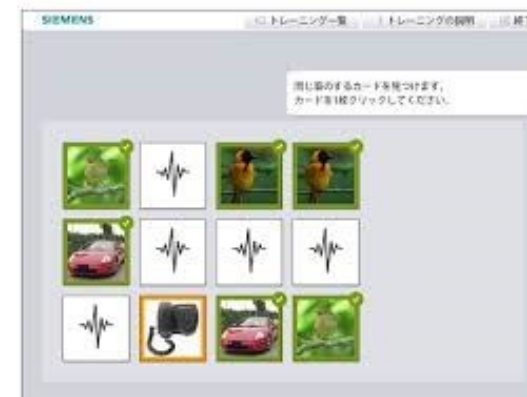 SIEMENS
トレーニング一覧 トレーニングの説明 終了
同じ音のするカードを見つけます。
カードを1枚クリックしてください。